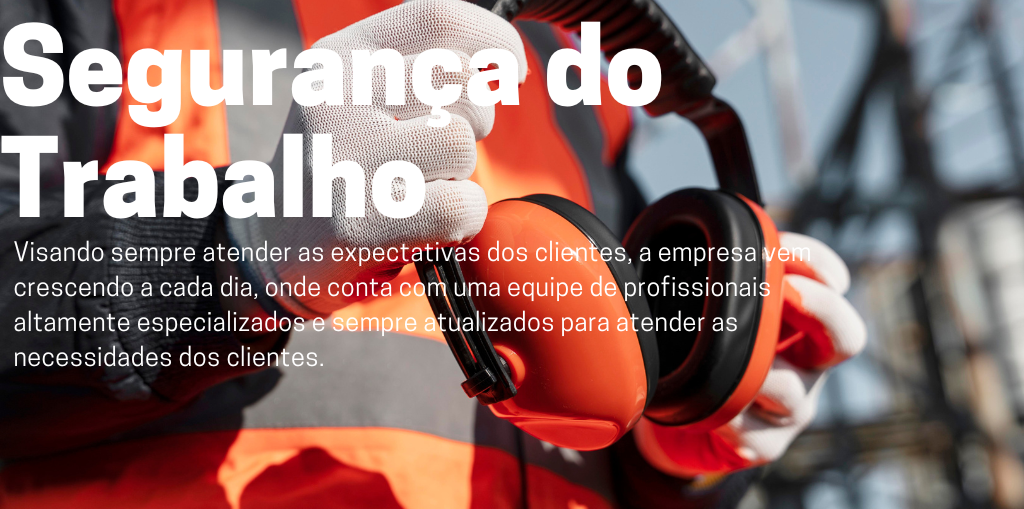 Segurança do
Trabalho
Visando sempre atender as expectativas dos clientes, a empresa vem
crescendo a cada dia, onde conta com uma equipe de profissionais
altamente especializados e sempre atualizados para atender as
necessidades dos clientes.